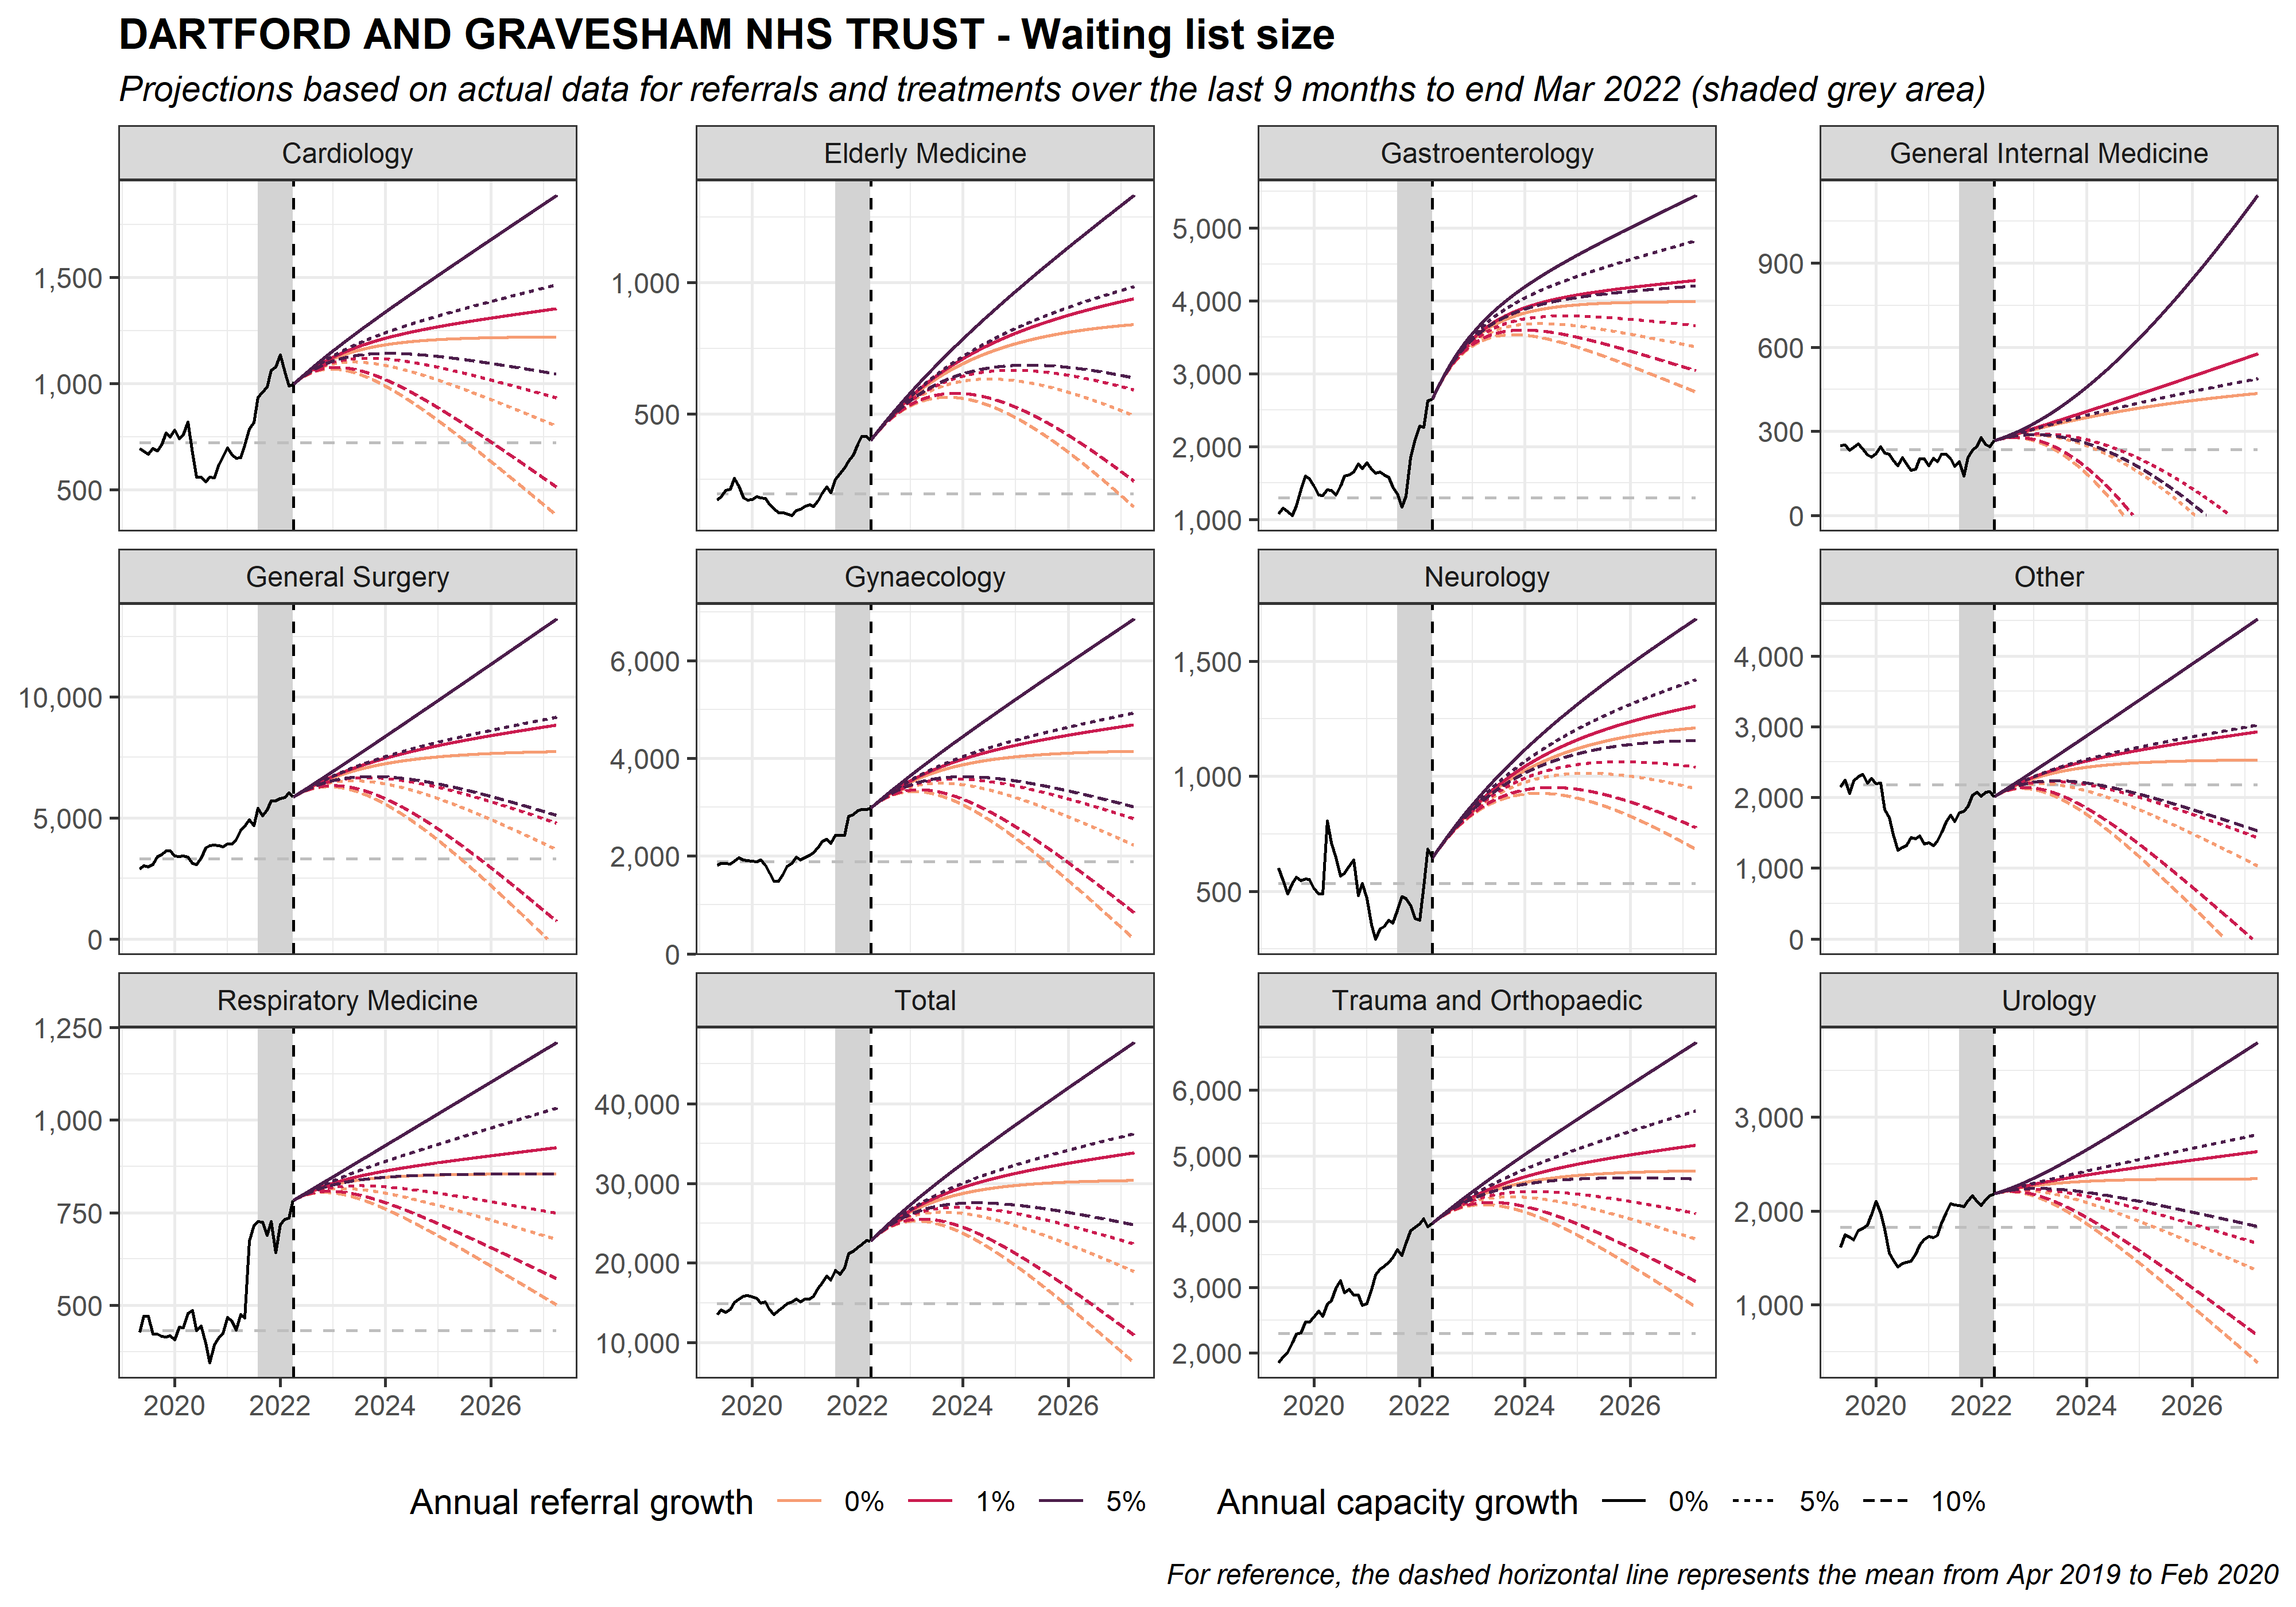 DARTFORD AND GRAVESHAM NHS TRUST - Waiting list size
Projections based on actual data for referrals and treatments over the last 9 months to end Mar 2022 (shaded grey area)
Cardiology
1,500
1,000
500
Elderly Medicine
1,000
500
Gastroenterology
5,000
4,000
3,000
2,000
1,000
General Internal Medicine
900
600
300
0
General Surgery
10,000
5,000
0
Gynaecology
6,000
4,000
2,000
0
Neurology
1,500
1,000
500
Other
4,000
3,000
2,000
1,000
0
Respiratory Medicine
1,250
1,000
750
500
2020 2022 2024 2026
Total
40,000
30,000
20,000
10,000
2020 2022 2024 2026
Trauma and Orthopaedic
6,000
5,000
4,000
3,000
2,000
2020 2022 2024 2026
Urology
3,000
2,000
1,000
2020 2022 2024 2026
Annual referral growth 0% 1% 5% Annual capacity growth 0% 5% 10%
For reference, the dashed horizontal line represents the mean from Apr 2019 to Feb 2020